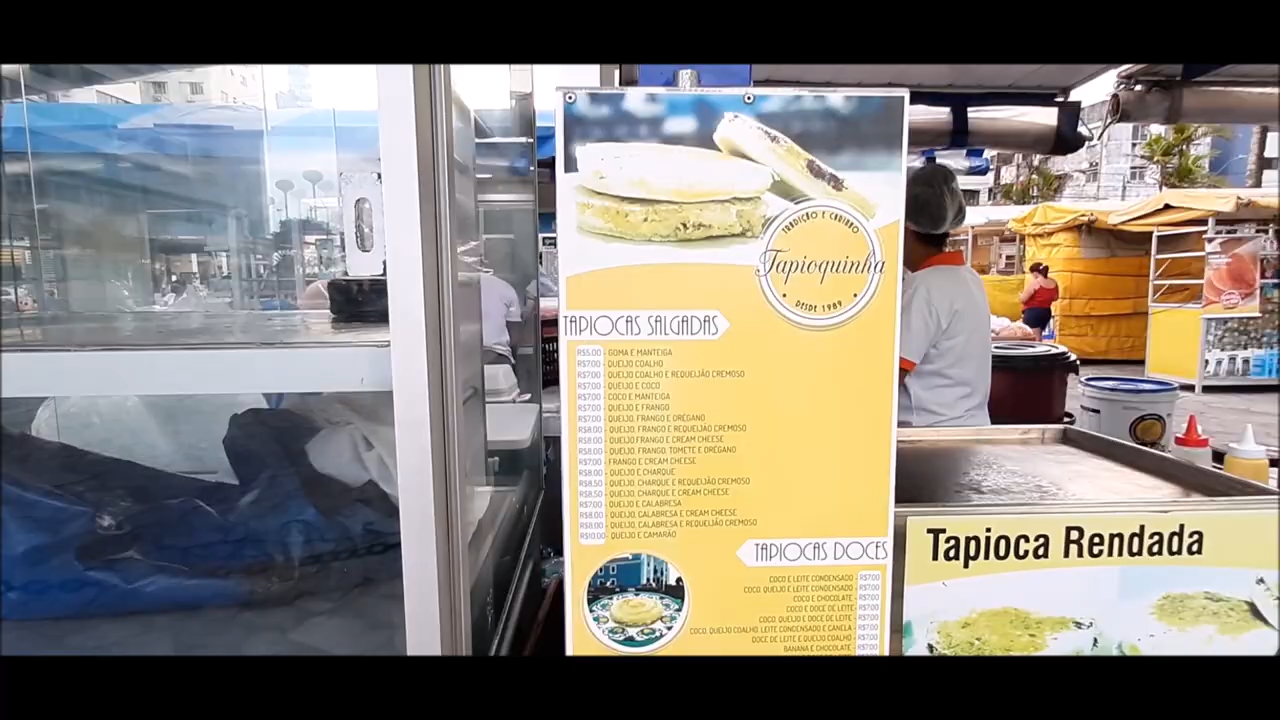 TRADIÇÃO E CARINHO
Tapioquinha
DESDE 1989
TAPIOCAS SALGADAS
R$5,00 - GOMA E MANTEIGA
R$7,00 - QUEIJO COALHO
R$7,00 - QUEIJO COALHO E REQUEIJÃO CREMOSO
R$7,00 - QUEIJO E COCO
R$7,00 - COCO E MANTEIGA
R$7,00 - QUEIJO E FRANGO
R$7,00 - QUEIJO, FRANGO E ORÉGANO
R$8,00 - QUEIJO, FRANGO E REQUEIJÃO CREMOSO
R$8,00 - QUEIJO FRANGO E CREAM CHEESE
R$8,00 - QUEIJO, FRANGO, TOMETE E ORÉGANO
R$7,00 - FRANGO E CREAM CHEESE
R$8,00 - QUEIJO E CHARQUE
R$8,50 - QUEIJO, CHARQUE E REQUEIJÃO CREMOSO
R$8,50 - QUEIJO, CHARQUE E CREAM CHEESE
R$7,00 - QUEIJO E CALABRESA
R$8,00 - QUEIJO, CALABRESA E CREAM CHEESE
R$8,00 - QUEIJO, CALABRESA E REQUEIJÃO CREMOSO
R$10,00 - QUEIJO E CAMARÃO
TAPIOCAS DOCES
COCO E LEITE CONDENSADO - R$7,00
COCO, QUEIJO E LEITE CONDENSADO - R$7,00
COCO E CHOCOLATE - R$7,00
COCO E DOCE DE LEITE - R$7,00
COCO, QUEIJO E DOCE DE LEITE - R$7,00
COCO, QUEIJO COALHO, LEITE CONDENSADO E CANELA - R$7,00
DOCE DE LEITE E QUEIJO COALHO - R$7,00
BANANA E CHOCOLATE - R$7,00
Tapioca Rendada